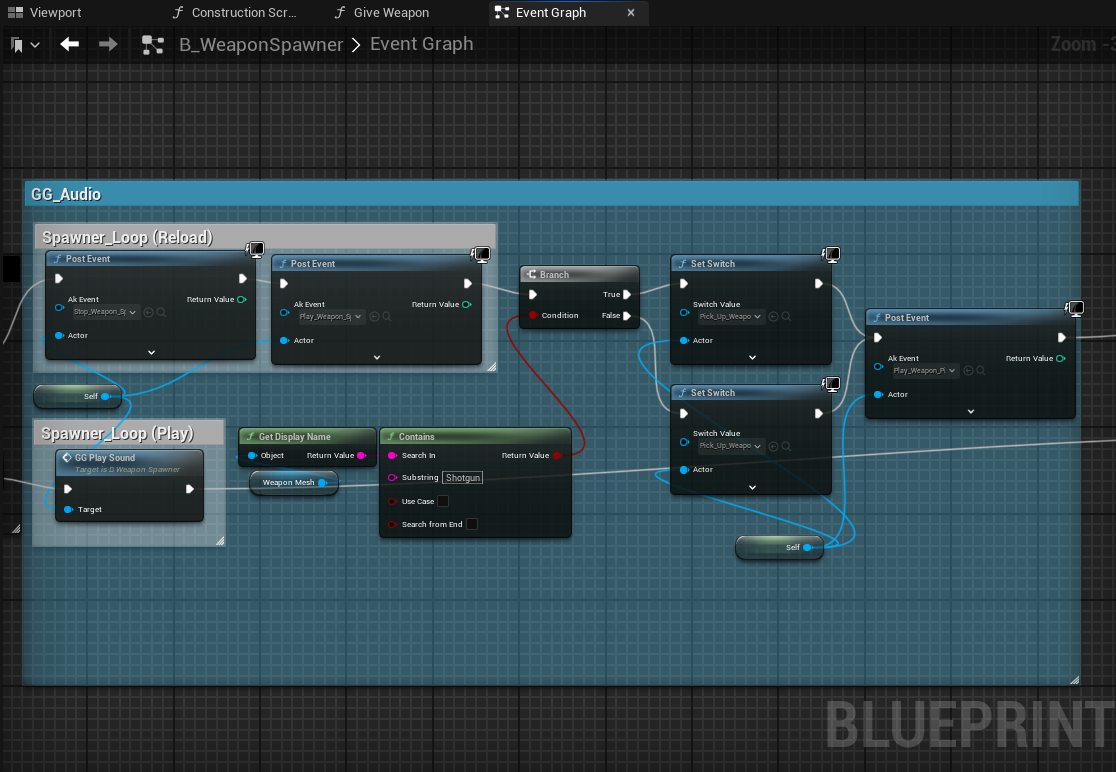 Viewport
Construction Scr...
Give Weapon
Event Graph
B_WeaponSpawner > Event Graph
Zoom -3
GG_Audio
Spawner_Loop (Reload)
Post Event
Ak Event
Return Value
Stop_Weapon_Sp
Actor
Post Event
Ak Event
Return Value
Play_Weapon_Sp
Actor
Branch
True
Condition
False
Set Switch
Switch Value
Pick_Up_Weapo
Actor
Post Event
Ak Event
Return Value
Play_Weapon_Pi
Actor
Set Switch
Switch Value
Pick_Up_Weapo
Actor
Self
Spawner_Loop (Play)
GG Play Sound
Target is B Weapon Spawner
Target
Get Display Name
Object
Return Value
Weapon Mesh
Contains
Search In
Return Value
Substring Shotgun
Use Case
Search from End
Self
BLUEPRINT